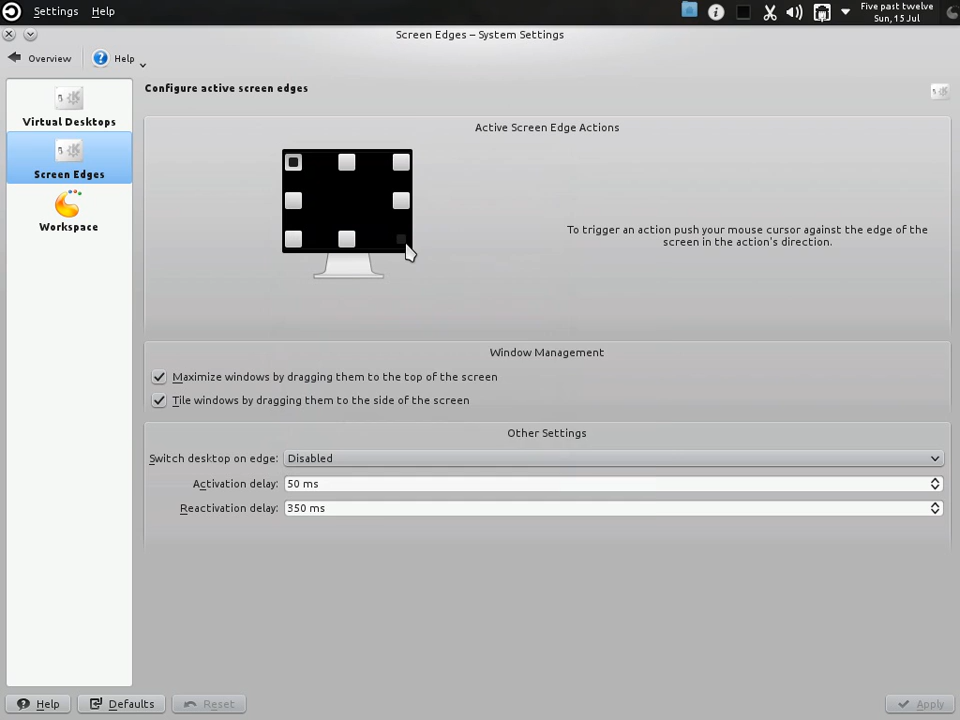 Settings Help
Five past twelve
Sun, 15 Jul
Screen Edges – System Settings
Overview Help
Configure active screen edges
Virtual Desktops
Screen Edges
Workspace
Active Screen Edge Actions
To trigger an action push your mouse cursor against the edge of the
screen in the action's direction.
Window Management
Maximize windows by dragging them to the top of the screen
Tile windows by dragging them to the side of the screen
Other Settings
Switch desktop on edge: Disabled
Activation delay: 50 ms
Reactivation delay: 350 ms
Help Defaults Reset Apply